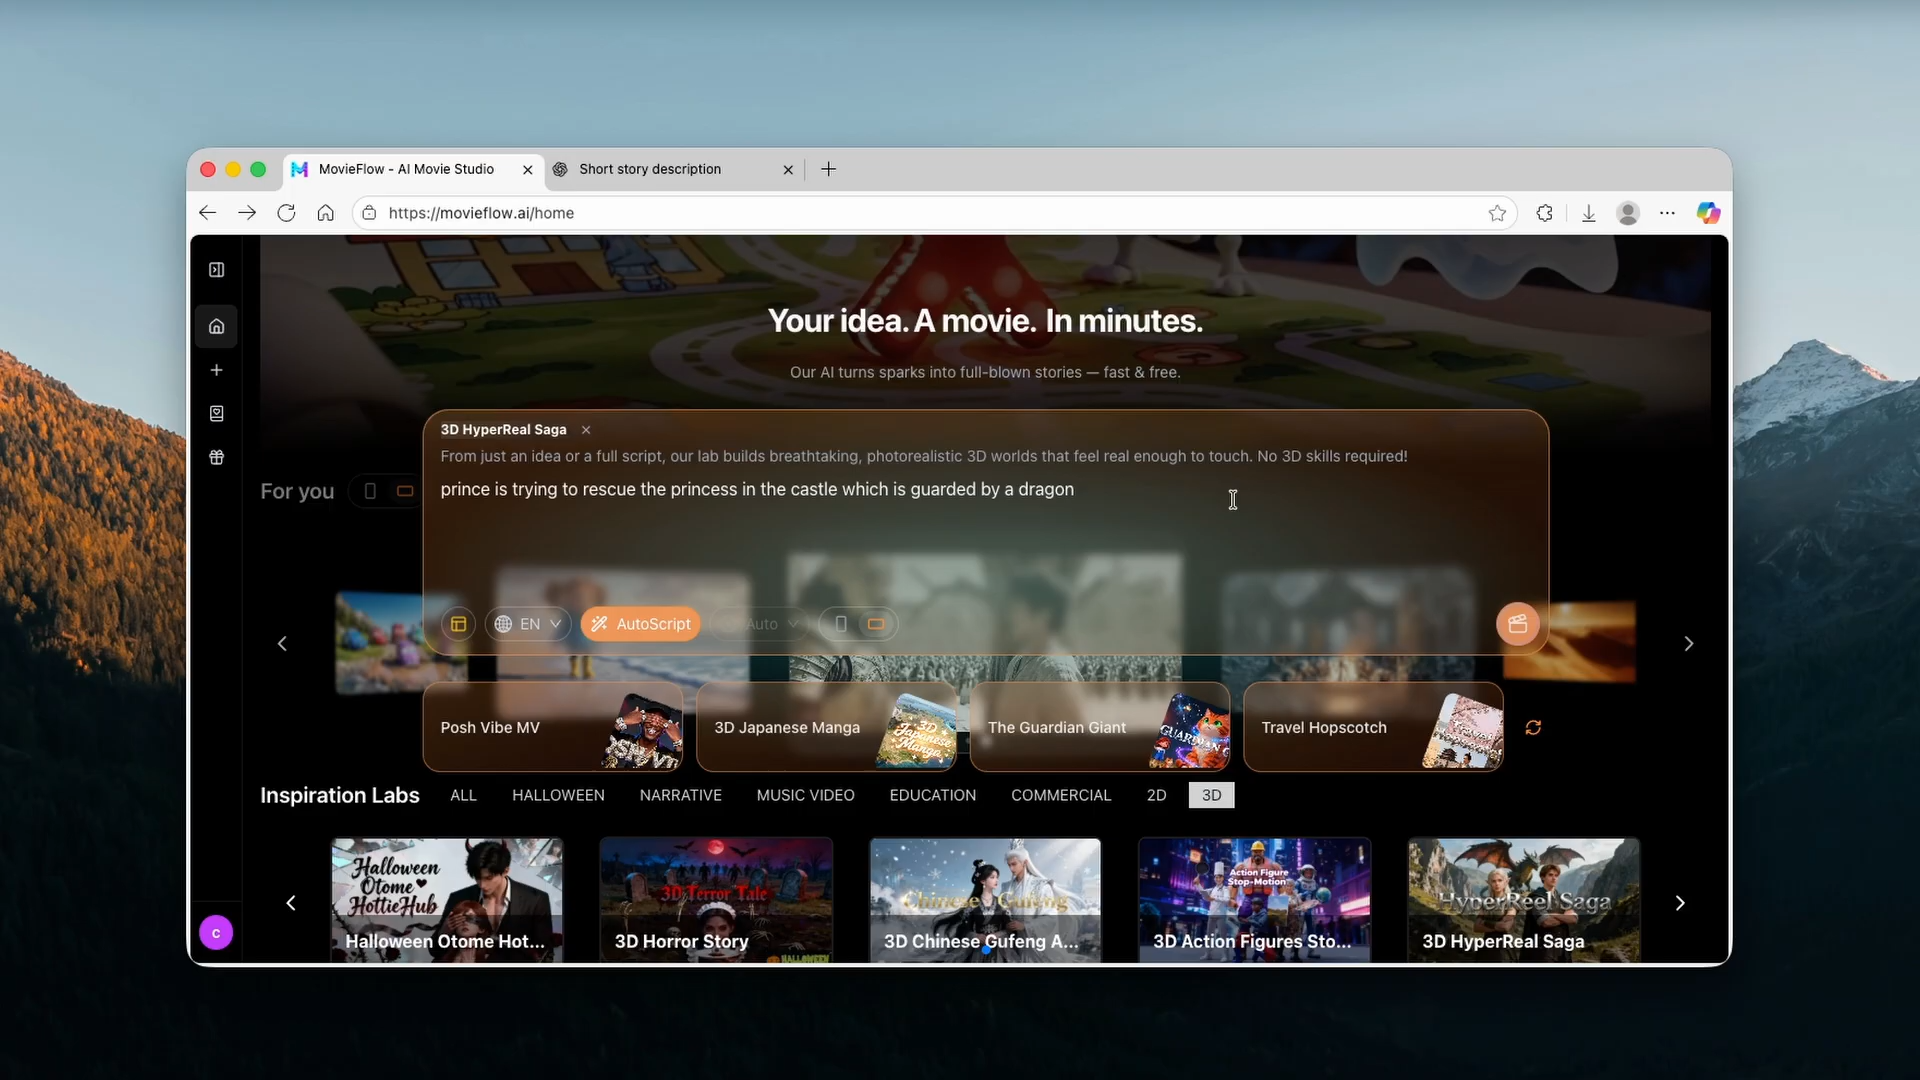 MovieFlow - AI Movie Studio
Short story description
https://movieflow.ai/home
Your idea. A movie. In minutes.
Our AI turns sparks into full-blown stories — fast & free.
3D HyperReal Saga
From just an idea or a full script, our lab builds breathtaking, photorealistic 3D worlds that feel real enough to touch. No 3D skills required!
prince is trying to rescue the princess in the castle which is guarded by a dragon
For you
EN
AutoScript
Auto
Posh Vibe MV
3D Japanese Manga
3D Japanese Manga
The Guardian Giant
Travel Hopscotch
Inspiration Labs
ALL
HALLOWEEN
NARRATIVE
MUSIC VIDEO
EDUCATION
COMMERCIAL
2D
3D
Halloween
Otome
HottieHub
Halloween Otome Hot...
3D Terror Tale
3D Horror Story
HALLOWEEN
Chinese Gufeng
3D Chinese Gufeng A...
Action Figure
Stop-Motion
3D Action Figures Sto...
HyperReel Saga
3D HyperReal Saga
c